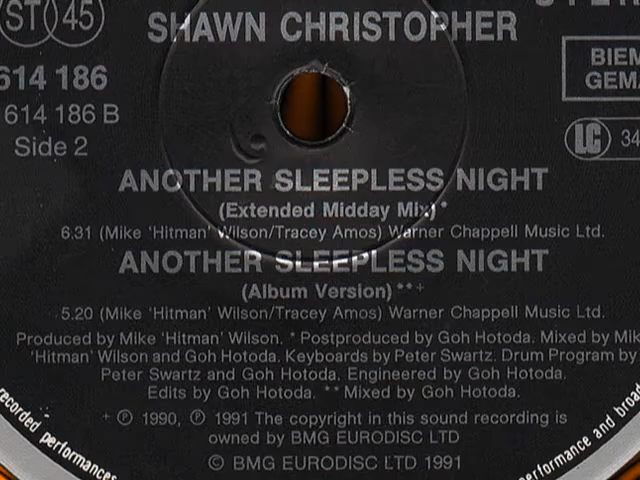 ST 45
SHAWN CHRISTOPHER
614 186
614 186 B
Side 2
BIEM
GEMA
LC 34
ANOTHER SLEEPLESS NIGHT
(Extended Midday Mix)*
6.31 (Mike 'Hitman' Wilson/Tracey Amos) Warner Chappell Music Ltd.
ANOTHER SLEEPLESS NIGHT
(Album Version)**+
5.20 (Mike 'Hitman' Wilson/Tracey Amos) Warner Chappell Music Ltd.
Produced by Mike 'Hitman' Wilson. * Postproduced by Goh Hotoda. Mixed by Mik
'Hitman' Wilson and Goh Hotoda. Keyboards by Peter Swartz. Drum Program by
Peter Swartz and Goh Hotoda. Engineered by Goh Hotoda.
Edits by Goh Hotoda. ** Mixed by Goh Hotoda.
+ ℗ 1990, ℗ 1991 The copyright in this sound recording is
owned by BMG EURODISC LTD
© BMG EURODISC LTD 1991
recorded performances
performance and broad